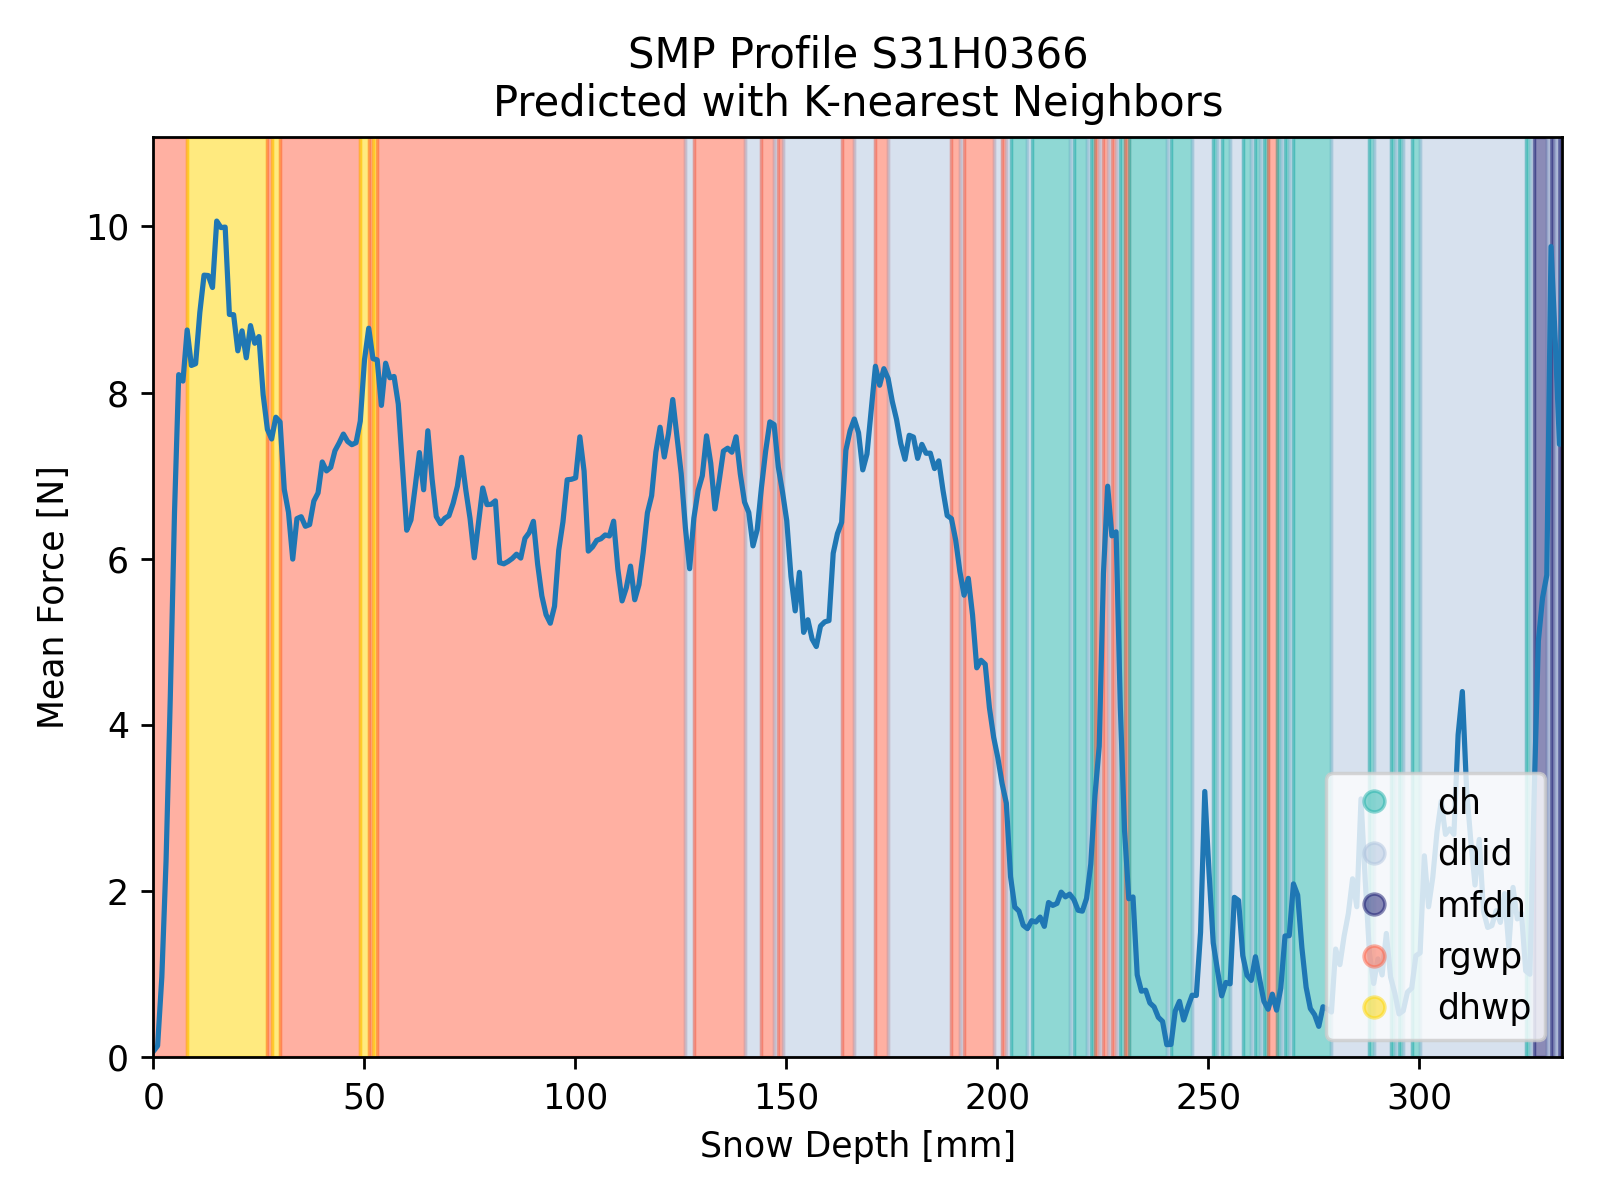 SMP Profile S31H0366
Predicted with K-nearest Neighbors
Mean Force [N]
10
8
6
4
2
0
0 50 100 150 200 250 300
Snow Depth [mm]
dh
dhid
mfdh
rgwp
dhwp